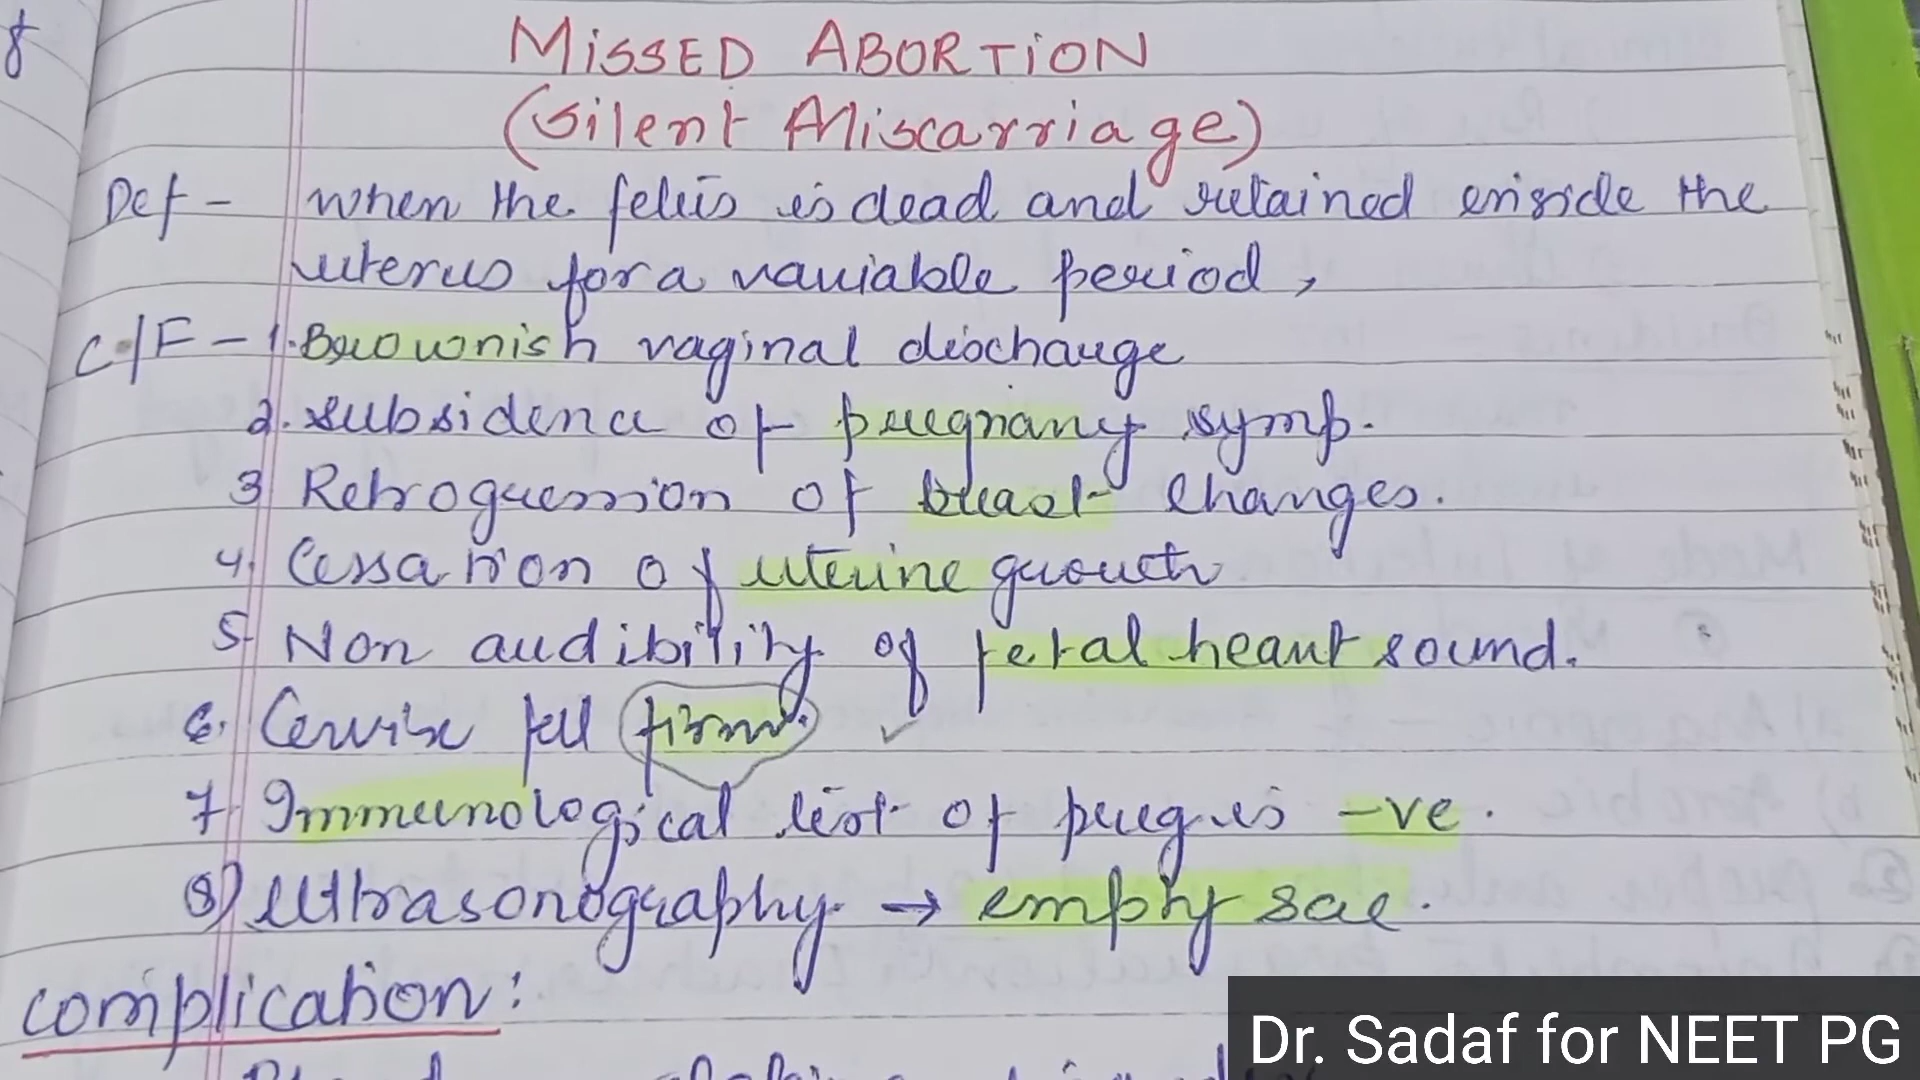 MISSED ABORTION
(Silent Miscarriage)
Def - when the fetus is dead and retained inside the
uterus for a variable period,
C/F - 1. Brownish vaginal discharge
2. subsidence of pregnancy symp.
3 Retrogression of breast changes.
4. Cessation of uterine growth
5- Non audibility of fetal heart sound.
6. Cervix fell firm.
7. Immunological test of preg is -ve.
8) Ultrasonography → empty sac.
complication:
Dr. Sadaf for NEET PG